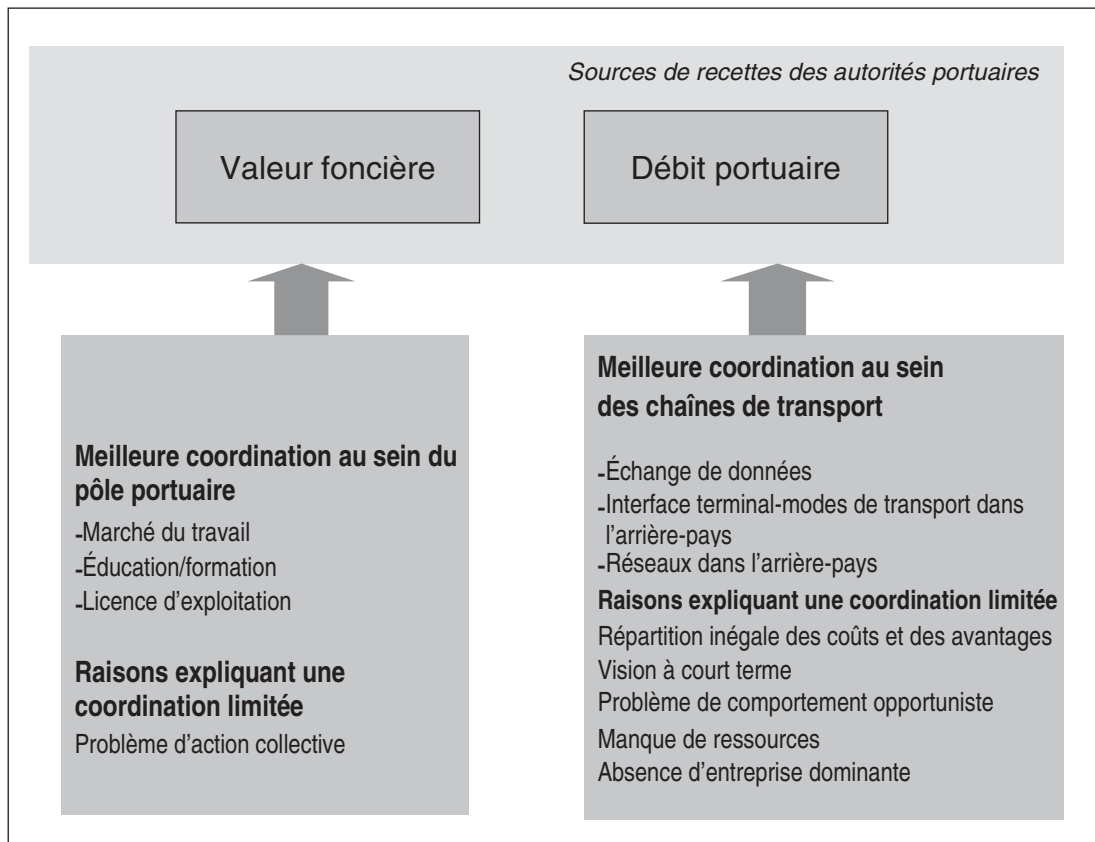 Sources de recettes des autorités portuaires
Valeur foncière
Débit portuaire
Meilleure coordination au sein du
pôle portuaire
-Marché du travail
-Éducation/formation
-Licence d'exploitation
Raisons expliquant une
coordination limitée
Problème d'action collective
Meilleure coordination au sein
des chaînes de transport
-Échange de données
-Interface terminal-modes de transport dans
l'arrière-pays
-Réseaux dans l'arrière-pays
Raisons expliquant une coordination limitée
Répartition inégale des coûts et des avantages
Vision à court terme
Problème de comportement opportuniste
Manque de ressources
Absence d'entreprise dominante